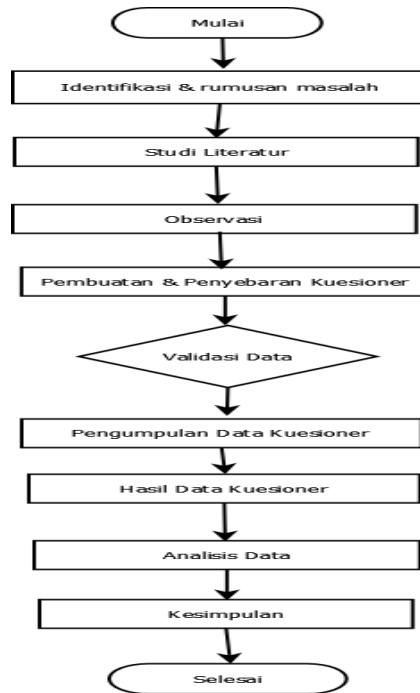 Mulai
Identifikasi & rumusan masalah
Studi Literatur
Observasi
Pembuatan & Penyebaran Kuesioner
Validasi Data
Pengumpulan Data Kuesioner
Hasil Data Kuesioner
Analisis Data
Kesimpulan
Selesai